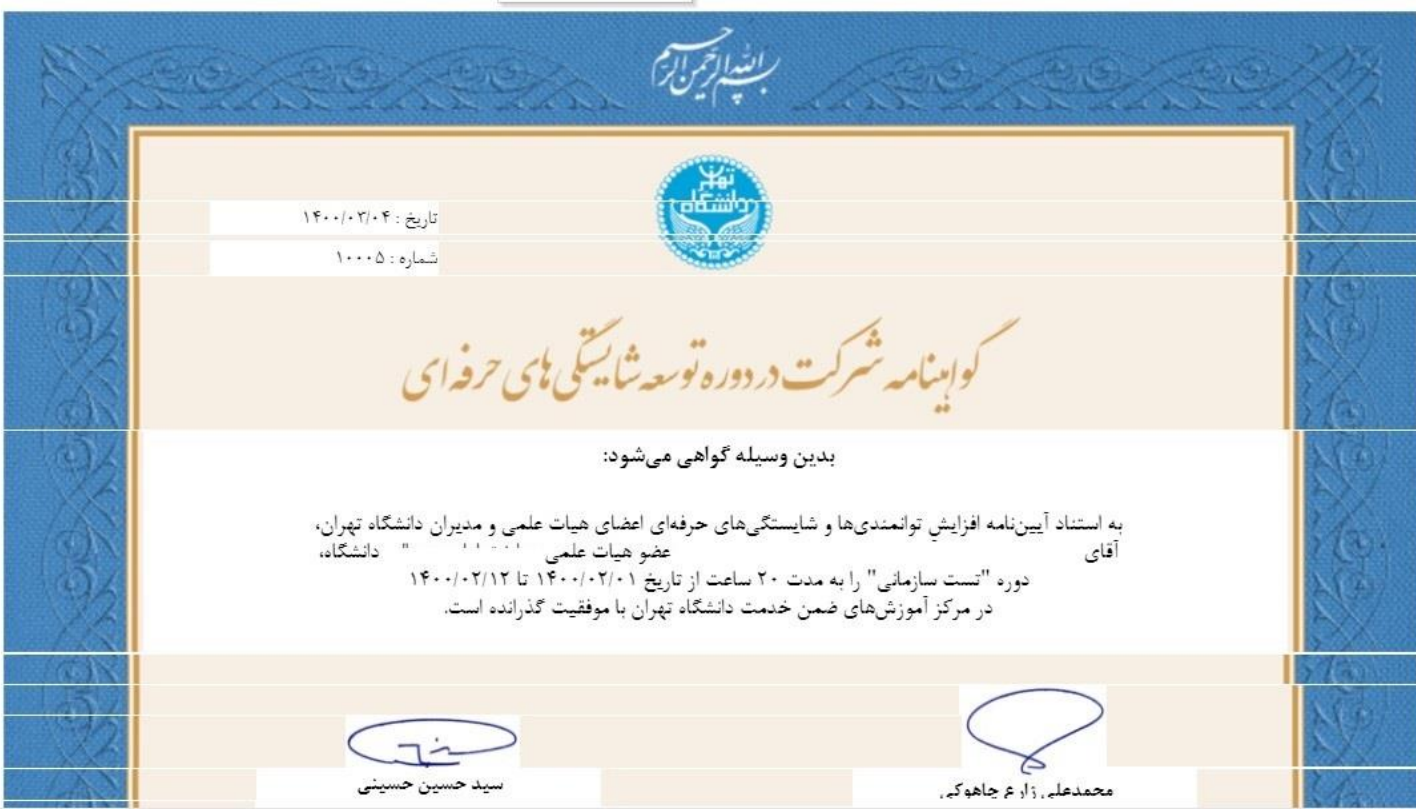 بسم الله الرحمن الرحیم
دانشگاه تهران
تاریخ : ۱۴۰۰/۰۳/۰۴
شماره : ۱۰۰۰۵
گواهینامه شرکت در دوره توسعه شایستگی های حرفه ای
بدین وسیله گواهی می‌شود:
به استناد آیین‌نامه افزایش توانمندی‌ها و شایستگی‌های حرفه‌ای اعضای هیات علمی و مدیران دانشگاه تهران،
آقای عضو هیات علمی دانشگاه،
دوره "تست سازمانی" را به مدت ۲۰ ساعت از تاریخ ۱۴۰۰/۰۲/۰۱ تا ۱۴۰۰/۰۲/۱۲
در مرکز آموزش‌های ضمن خدمت دانشگاه تهران با موفقیت گذرانده است.
محمدعلی زارع چاهوکی
سید حسین حسینی